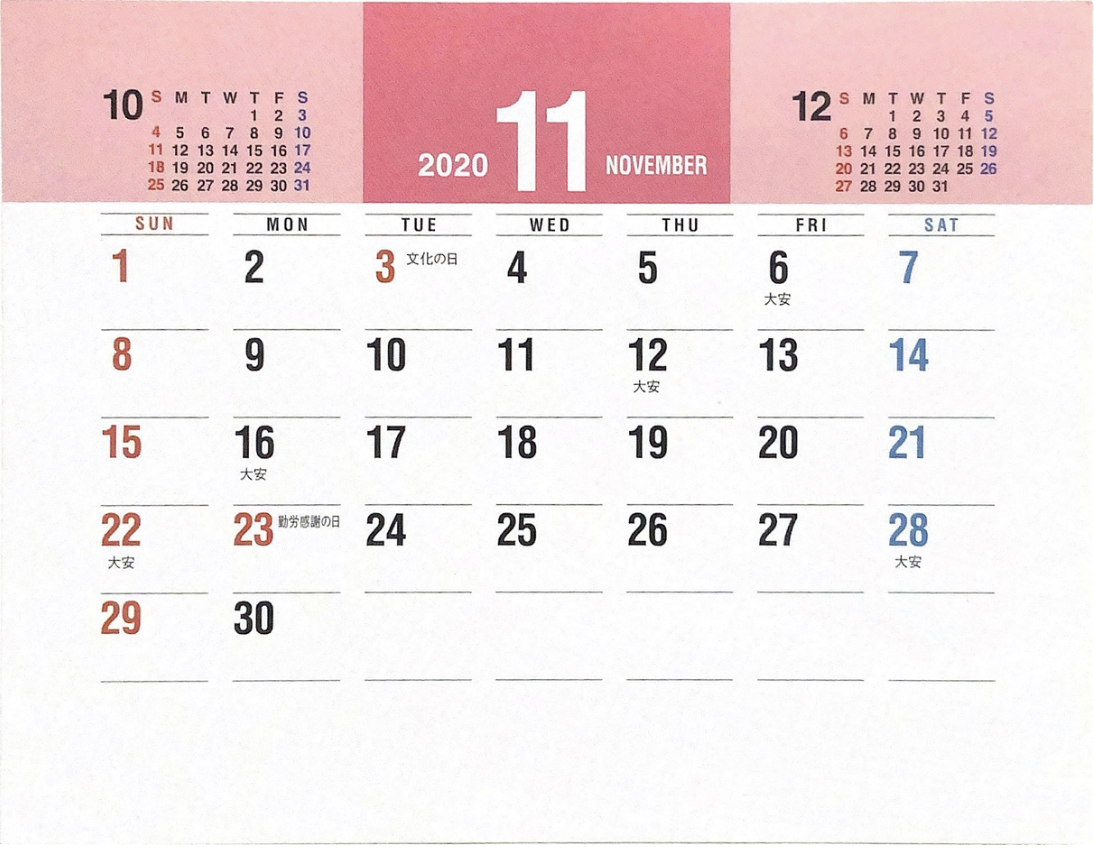 10 S M T W T F S
1 2 3
4 5 6 7 8 9 10
11 12 13 14 15 16 17
18 19 20 21 22 23 24
25 26 27 28 29 30 31
2020 11 NOVEMBER
12 S M T W T F S
1 2 3 4 5
6 7 8 9 10 11 12
13 14 15 16 17 18 19
20 21 22 23 24 25 26
27 28 29 30 31
SUN MON TUE WED THU FRI SAT
1 2 3 文化の日 4 5 6 7
大安
8 9 10 11 12 13 14
大安
15 16 17 18 19 20 21
大安
22 23 勤労感謝の日 24 25 26 27 28
大安 大安
29 30